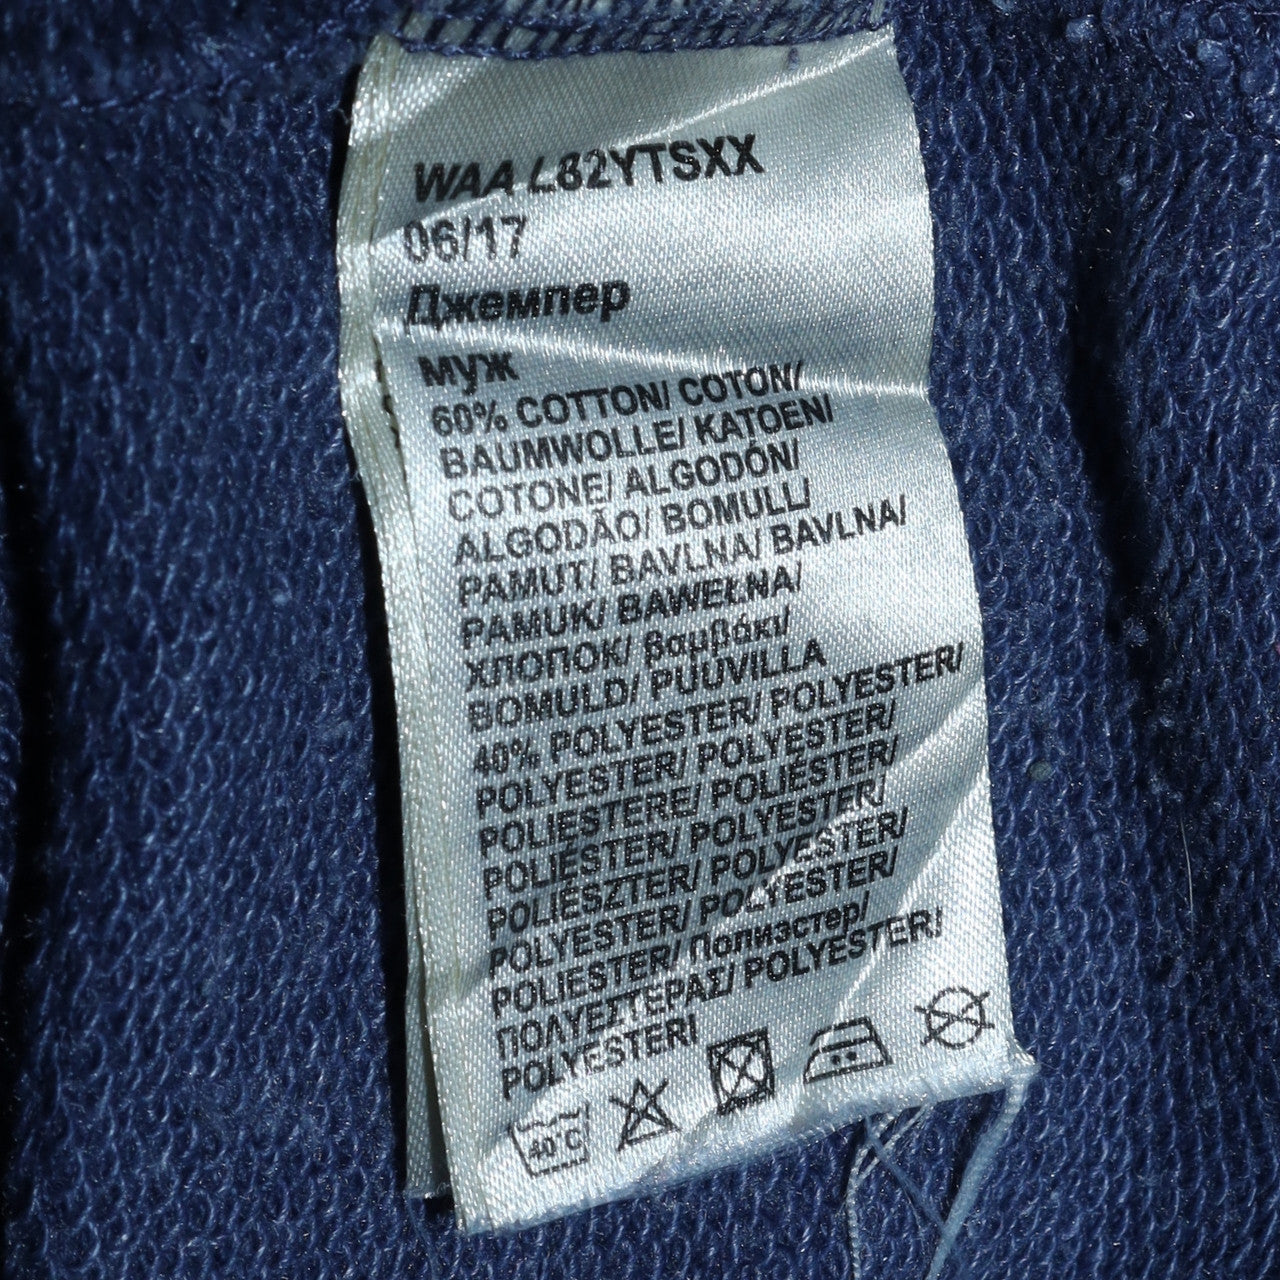 WAA L82YTSXX
06/17
Джемпер
муж
60% COTTON/ COTON/
BAUMWOLLE/ KATOEN/
COTONE/ ALGODÓN/
ALGODÃO/ BOMULL/
PAMUT/ BAVLNA/ BAVLNA/
PAMUK/ BAWEŁNA/
ХЛОПОК/ βαμβάκι/
BOMULD/ PUUVILLA
40% POLYESTER/ POLYESTER/
POLYESTER/ POLYESTER/
POLIESTERE/ POLIÉSTER/
POLIÉSTER/ POLYESTER/
POLIÉSZTER/ POLYESTER/
POLYESTER/ POLYESTER/
POLIESTER/ Полиэстер/
ΠΟΛΥΕΣΤΕΡΑΣ/ POLYESTER/
POLYESTERI
40°C